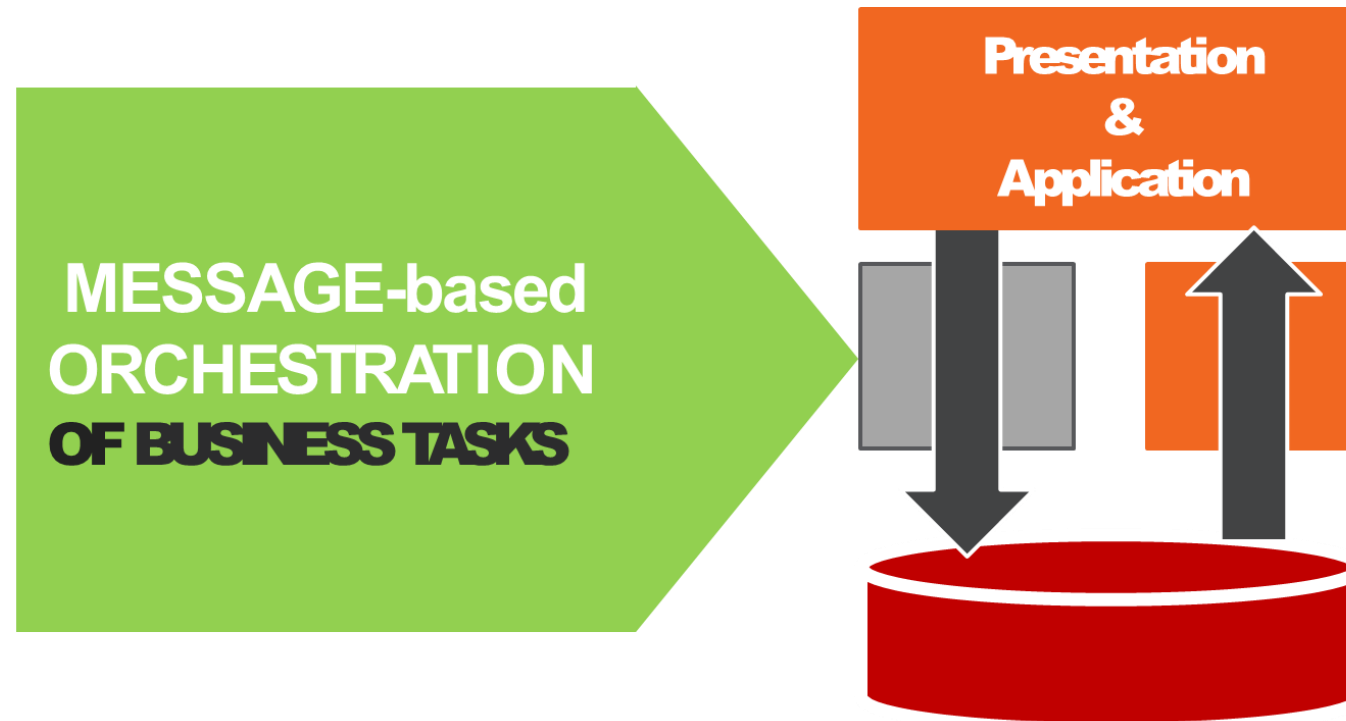 MESSAGE-based
ORCHESTRATION
OF BUSINESS TASKS
Presentation
&
Application